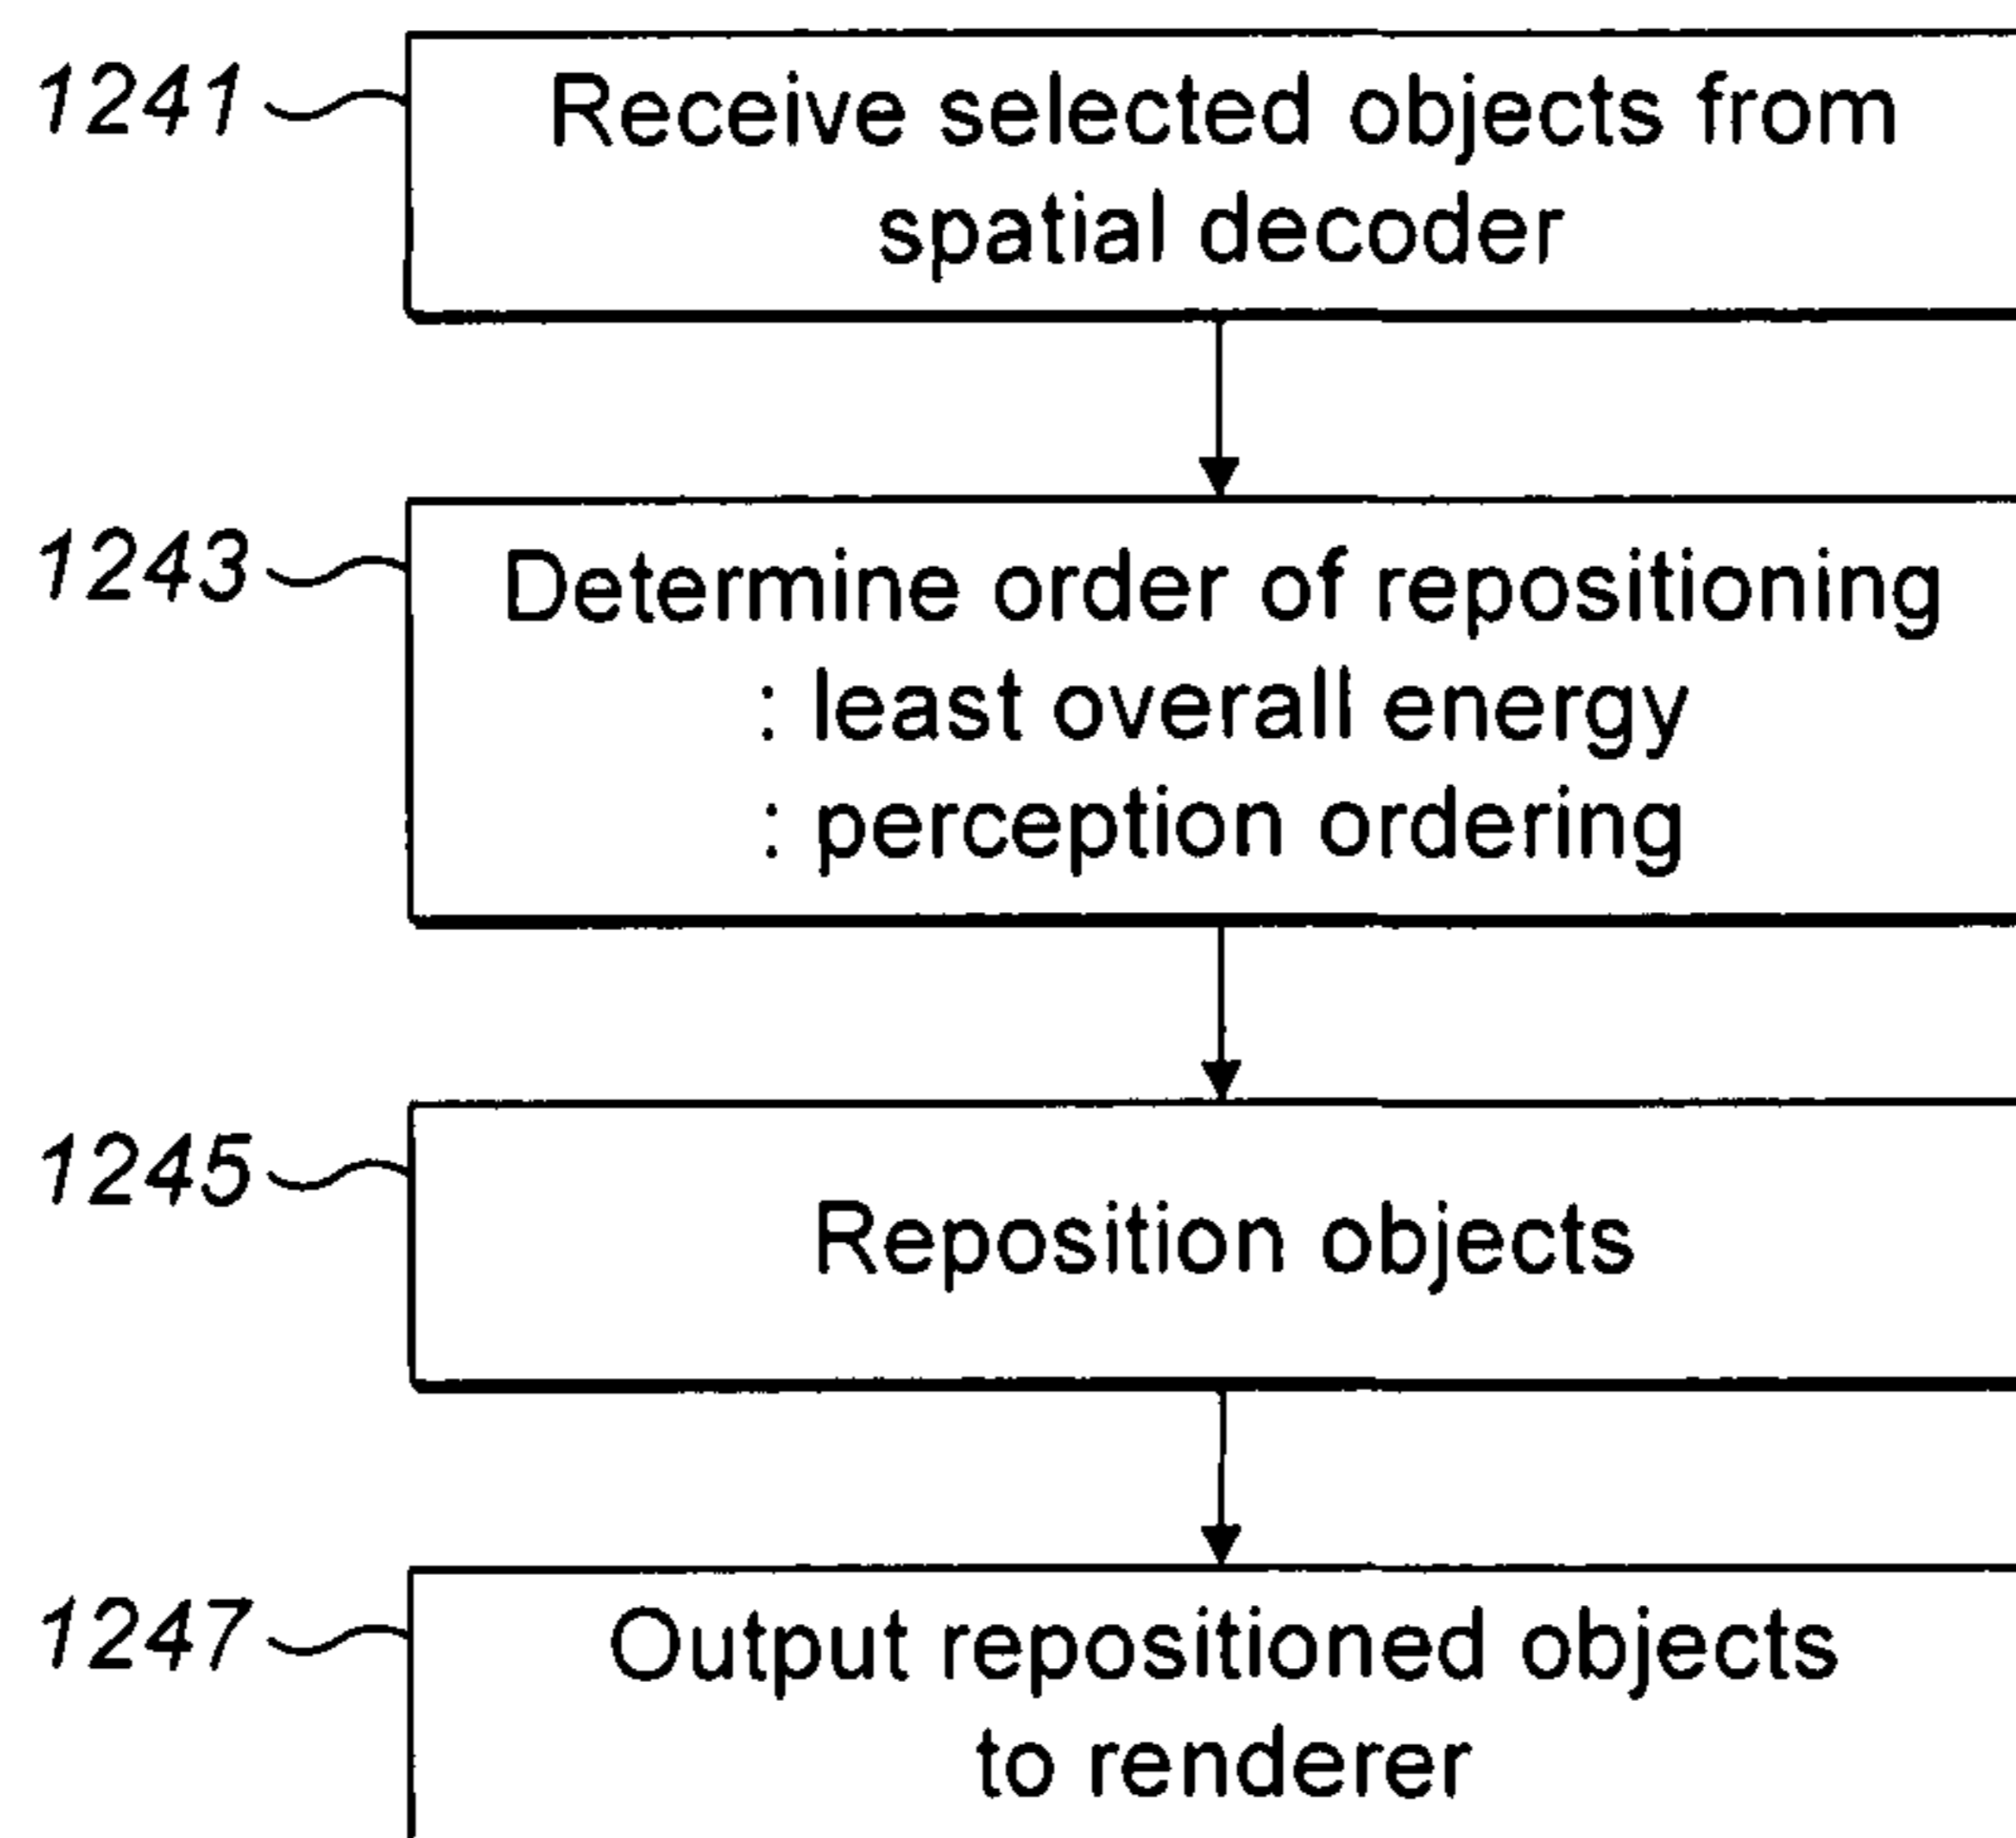 1241
Receive selected objects from
spatial decoder
1243
Determine order of repositioning
: least overall energy
: perception ordering
1245
Reposition objects
1247
Output repositioned objects
to renderer